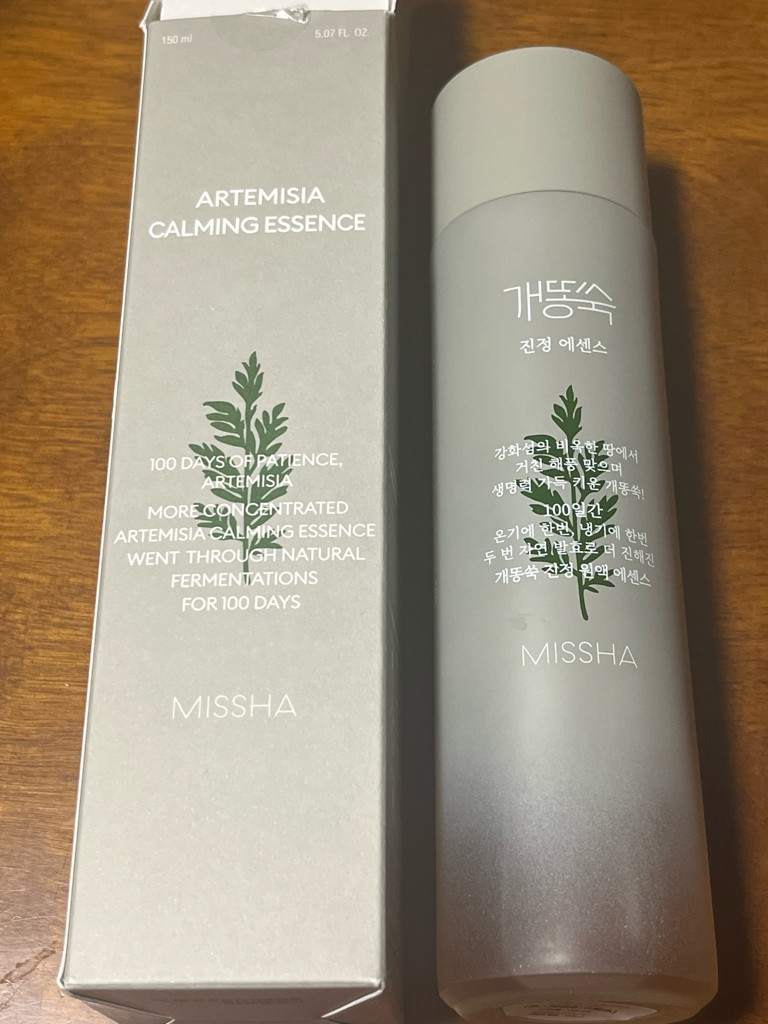 150 ml
5.07 FL. OZ
ARTEMISIA
CALMING ESSENCE
100 DAYS OF PATIENCE,
ARTEMISIA
MORE CONCENTRATED
ARTEMISIA CALMING ESSENCE
WENT THROUGH NATURAL
FERMENTATIONS
FOR 100 DAYS
MISSHA
개똥쑥
진정 에센스
강화섬의 비옥한 땅에서
거친 해풍 맞으며
생명력 가득 키운 개똥쑥!
100일간
온기에 한번, 냉기에 한번
두 번 자연 발효로 더 진해진
개똥쑥 진정 원액 에센스
MISSHA